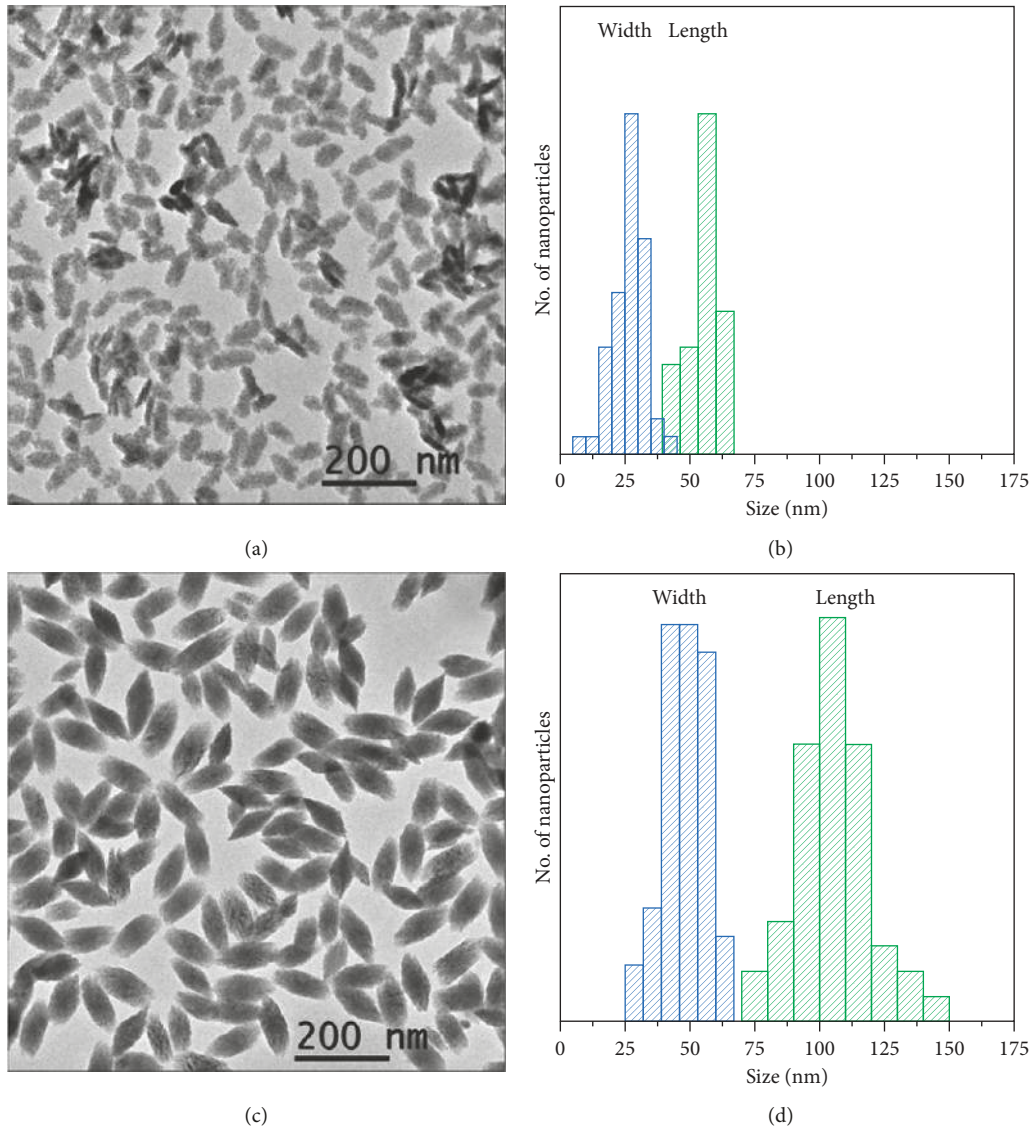 200 nm
(a)
Width Length
No. of nanoparticles
0 25 50 75 100 125 150 175
Size (nm)
(b)
200 nm
(c)
Width Length
No. of nanoparticles
0 25 50 75 100 125 150 175
Size (nm)
(d)